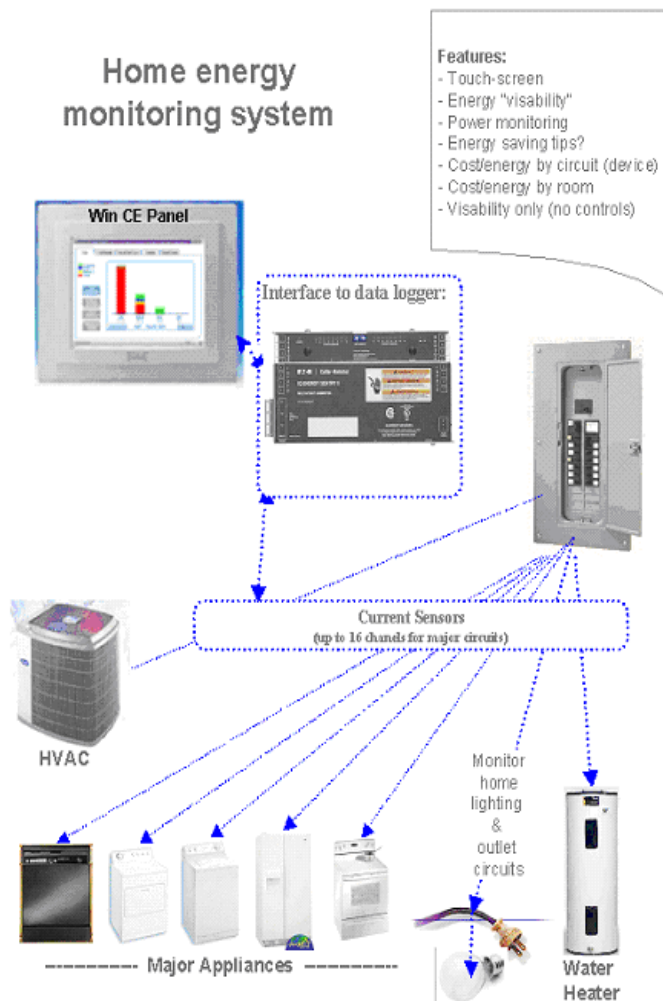 Home energy
monitoring system
Features:
- Touch-screen
- Energy "visability"
- Power monitoring
- Energy saving tips?
- Cost/energy by circuit (device)
- Cost/energy by room
- Visability only (no controls)
Win CE Panel
Interface to data logger:
Current Sensors
(up to 16 chanels for major circuits)
HVAC
Monitor
home
lighting
&
outlet
circuits
Major Appliances
Water
Heater